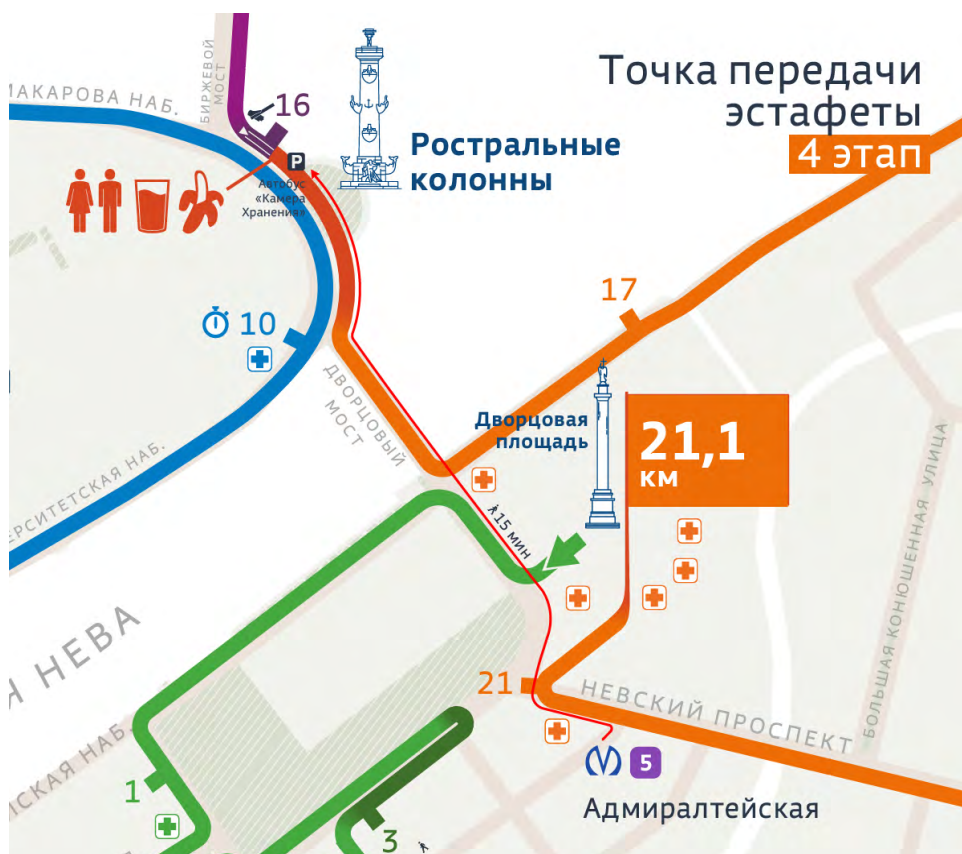 Точка передачи
эстафеты
4 этап
МАКАРОВА НАБ.
БИРЖЕВОЙ
МОСТ
16
P
Автобус
«Камера
Хранения»
Ростральные
колонны
17
10
ДВОРЦОВЫЙ
МОСТ
Дворцовая
площадь
21,1
км
ЕРСИТЕТСКАЯ НАБ.
15 мин
БОЛЬШАЯ КОНЮШЕННАЯ УЛИЦА
Я НЕВА
21
НЕВСКИЙ ПРОСПЕКТ
5
Адмиралтейская
СКАЯ НАБ.
1
3